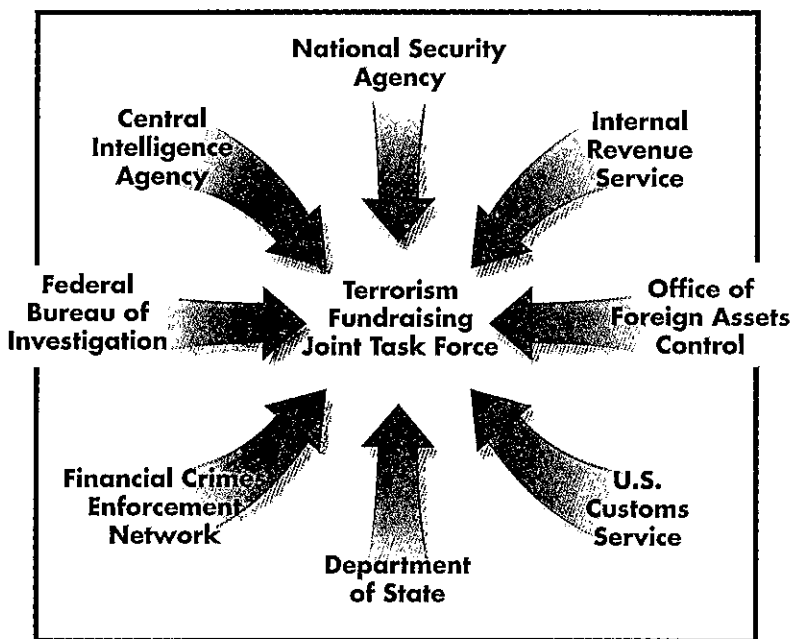 National Security
Agency
Central
Intelligence
Agency
Internal
Revenue
Service
Federal
Bureau of
Investigation
Terrorism
Fundraising
Joint Task Force
Office of
Foreign Assets
Control
Financial Crimes
Enforcement
Network
Department
of State
U.S.
Customs
Service